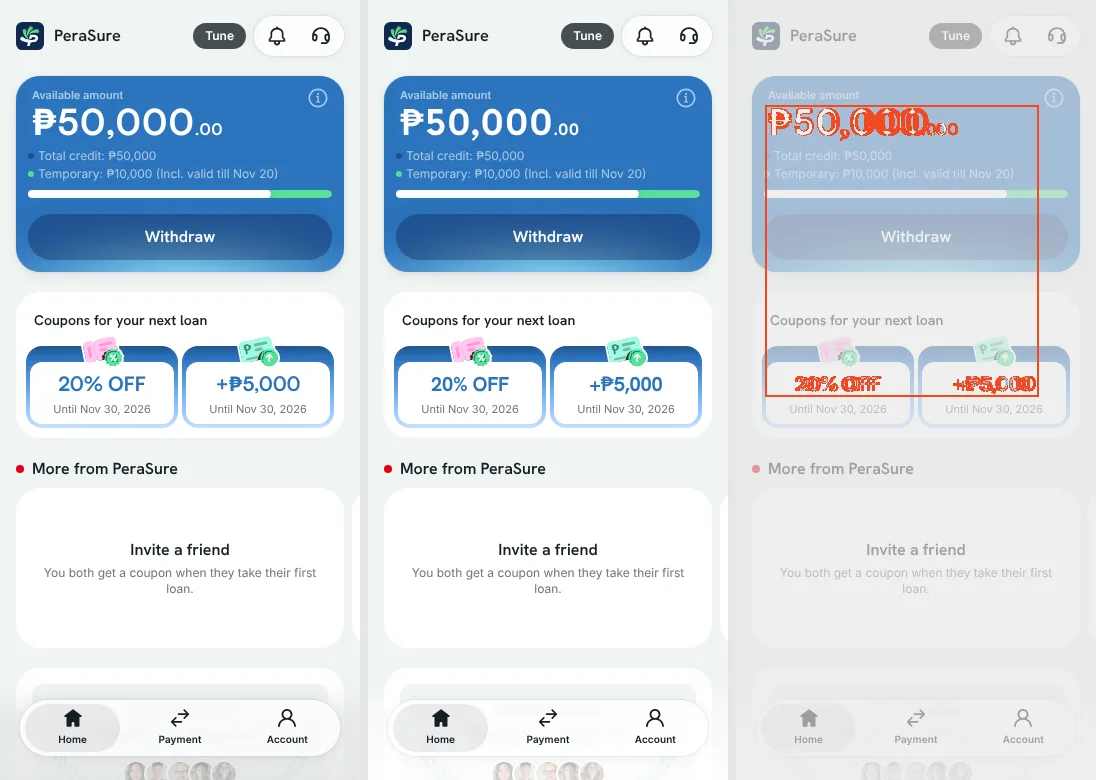 PeraSure
Tune
Available amount
₱50,000.00
Total credit: ₱50,000
Temporary: ₱10,000 (Incl. valid till Nov 20)
Withdraw
Coupons for your next loan
20% OFF
+₱5,000
Until Nov 30, 2026
Until Nov 30, 2026
More from PeraSure
Invite a friend
You both get a coupon when they take their first
loan.
Home
Payment
Account
PeraSure
Tune
Available amount
₱50,000.00
Total credit: ₱50,000
Temporary: ₱10,000 (Incl. valid till Nov 20)
Withdraw
Coupons for your next loan
20% OFF
+₱5,000
Until Nov 30, 2026
Until Nov 30, 2026
More from PeraSure
Invite a friend
You both get a coupon when they take their first
loan.
Home
Payment
Account
PeraSure
Tune
Available amount
Total credit: ₱50,000
Temporary: ₱10,000 (Incl. valid till Nov 20)
Withdraw
Coupons for your next loan
20% OFF
+₱5,000
Until Nov 30, 2026
Until Nov 30, 2026
More from PeraSure
Invite a friend
You both get a coupon when they take their first
loan.
Home
Payment
Account